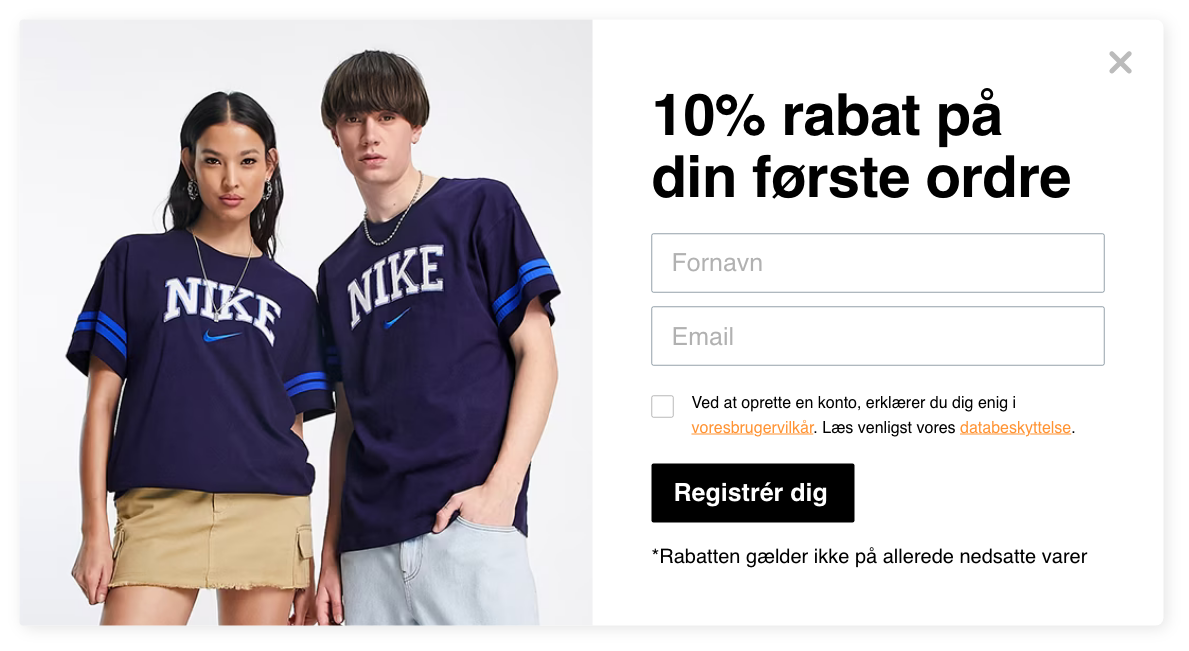 NIKE
NIKE
10% rabat på
din første ordre
Fornavn
Email
Ved at oprette en konto, erklærer du dig enig i
voresbrugervilkår. Læs venligst vores databeskyttelse.
Registrér dig
*Rabatten gælder ikke på allerede nedsatte varer